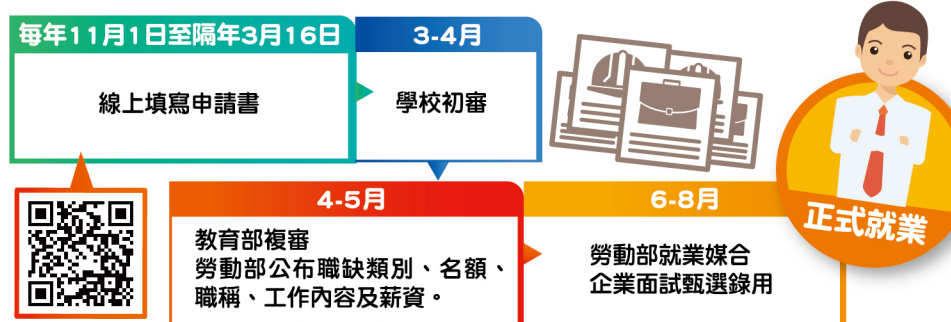 每年11月1日至隔年3月16日
線上填寫申請書
3-4月
學校初審
4-5月
教育部複審
勞動部公布職缺類別、名額、
職稱、工作內容及薪資。
6-8月
勞動部就業媒合
企業面試甄選錄用
正式就業